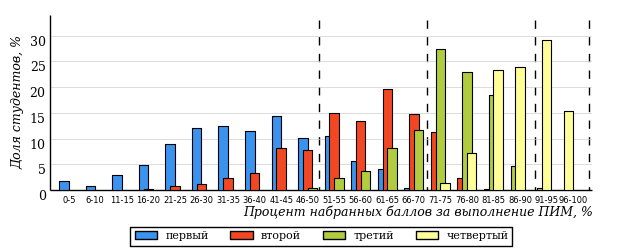 Доля студентов, %
30
25
20
15
10
5
0
0-5 6-10 11-15 16-20 21-25 26-30 31-35 36-40 41-45 46-50 51-55 56-60 61-65 66-70 71-75 76-80 81-85 86-90 91-95 96-100
Процент набранных баллов за выполнение ПИМ, %
первый второй третий четвертый